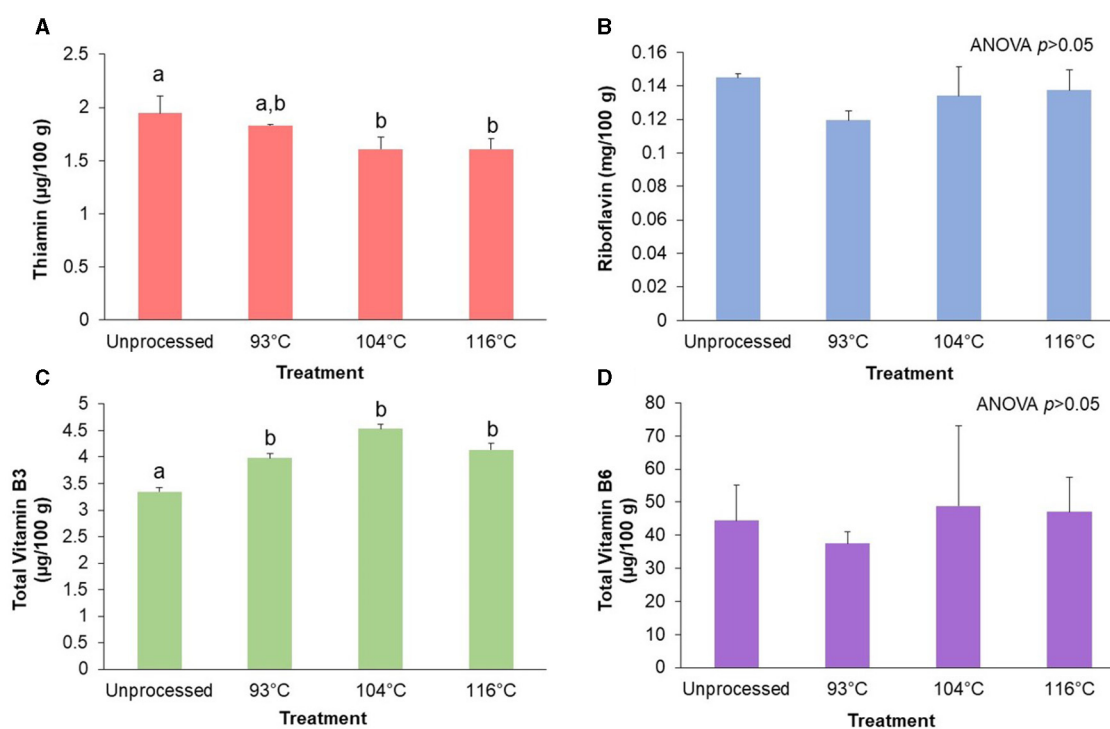 A
Thiamin (µg/100 g)
2.5
2
1.5
1
0.5
0
a
a,b
b
b
Unprocessed 93°C 104°C 116°C
Treatment
B
ANOVA p>0.05
Riboflavin (mg/100 g)
0.16
0.14
0.12
0.1
0.08
0.06
0.04
0.02
0
Unprocessed 93°C 104°C 116°C
Treatment
C
Total Vitamin B3
(µg/100 g)
5
4.5
4
3.5
3
2.5
2
1.5
1
0.5
0
a
b
b
b
Unprocessed 93°C 104°C 116°C
Treatment
D
ANOVA p>0.05
Total Vitamin B6
(µg/100 g)
80
70
60
50
40
30
20
10
0
Unprocessed 93°C 104°C 116°C
Treatment